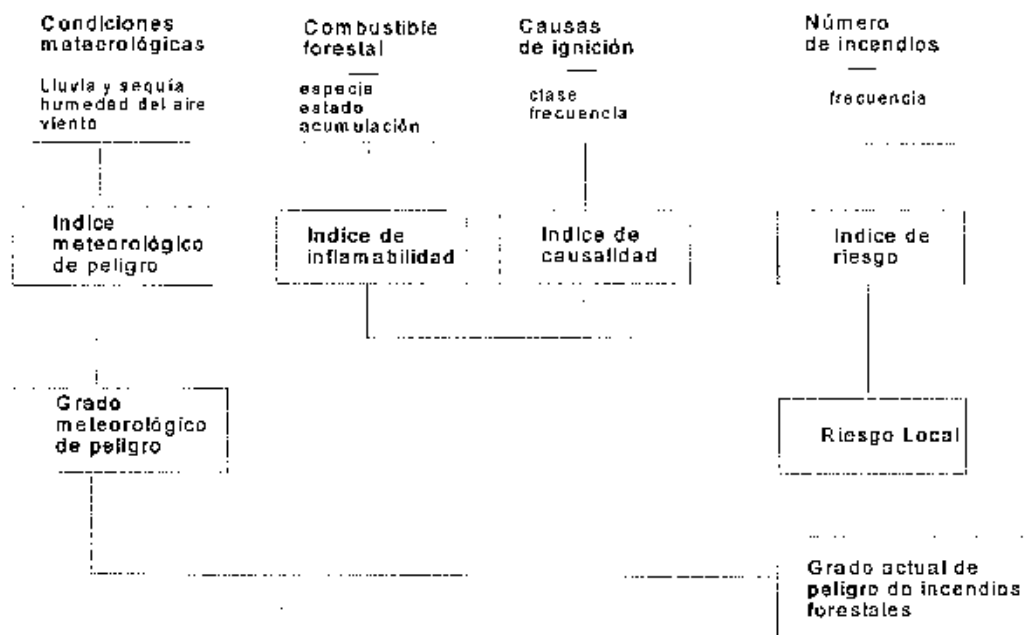 Condiciones
metacrológicas
Lluvia y sequía
humedad del aire
viento
Combustible
forestal
especie
estado
acumulación
Causas
de ignición
clase
frecuencia
Número
de incendios
frecuencia
Indice
meteorológico
de peligro
Indice de
inflamabilidad
Indice de
causalidad
Indice de
riesgo
Grado
meteorológico
de peligro
Riesgo Local
Grado actual de
peligro do incendios
forestales